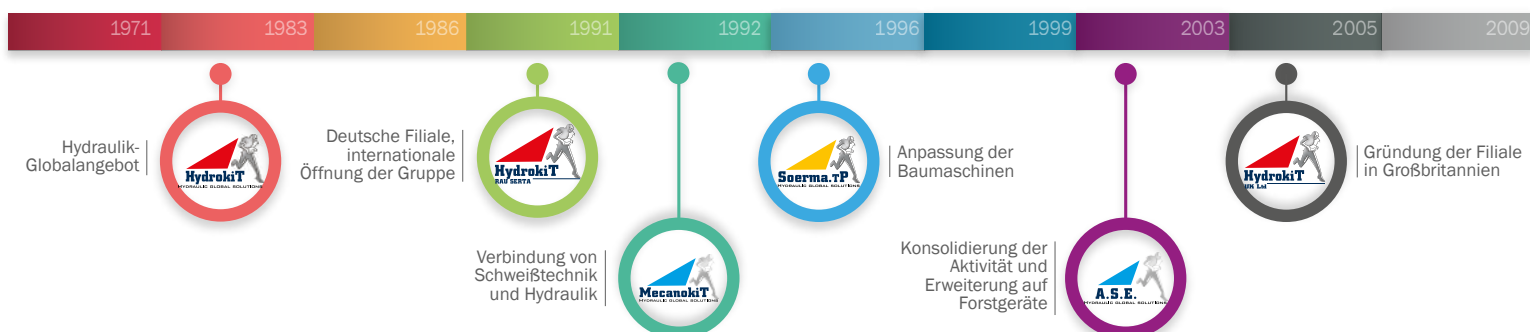 1971 1983 1986 1991 1992 1996 1999 2003 2005 2009
Hydraulik-
Globalangebot
HydrokiT
HYDRAULIC GLOBAL SOLUTIONS
Deutsche Filiale,
internationale
Öffnung der Gruppe
HydrokiT
RAU SERTA
Verbindung von
Schweißtechnik
und Hydraulik
MecanokiT
HYDRAULIC GLOBAL SOLUTIONS
Soerma.TP
HYDRAULIC GLOBAL SOLUTIONS
Anpassung der
Baumaschinen
Konsolidierung der
Aktivität und
Erweiterung auf
Forstgeräte
A.S.E.
HYDRAULIC GLOBAL SOLUTIONS
HydrokiT
UK Ltd
Gründung der Filiale
in Großbritannien